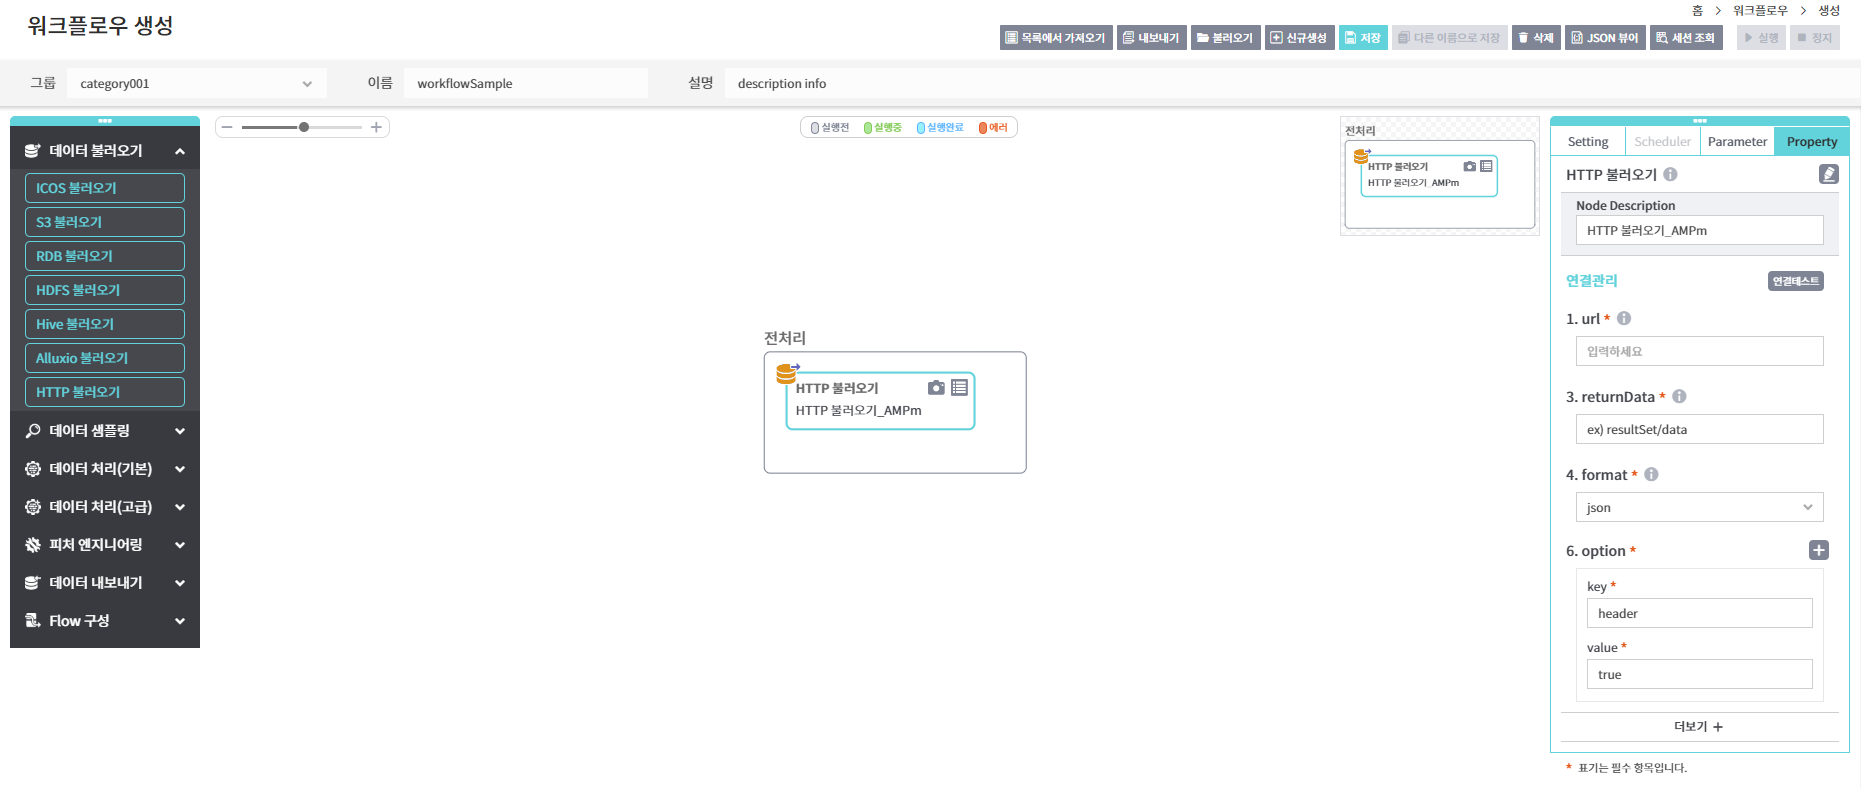 홈 > 워크플로우 > 생성
워크플로우 생성
목록에서 가져오기 내보내기 불러오기 신규생성 저장 다른 이름으로 저장 삭제 JSON 뷰어 세션 조회 실행 정지
그룹 category001 이름 workflowSample 설명 description info
데이터 불러오기
ICOS 불러오기
S3 불러오기
RDB 불러오기
HDFS 불러오기
Hive 불러오기
Alluxio 불러오기
HTTP 불러오기
데이터 샘플링
데이터 처리(기본)
데이터 처리(고급)
피처 엔지니어링
데이터 내보내기
Flow 구성
실행전 실행중 실행완료 에러
전처리
HTTP 불러오기
HTTP 불러오기_AMPm
전처리
HTTP 불러오기
HTTP 불러오기_AMPm
Setting Scheduler Parameter Property
HTTP 불러오기
Node Description
HTTP 불러오기_AMPm
연결관리 연결테스트
1. url *
입력하세요
3. returnData *
ex) resultSet/data
4. format *
json
6. option *
key *
header
value *
true
더보기 +
* 표기는 필수 항목입니다.